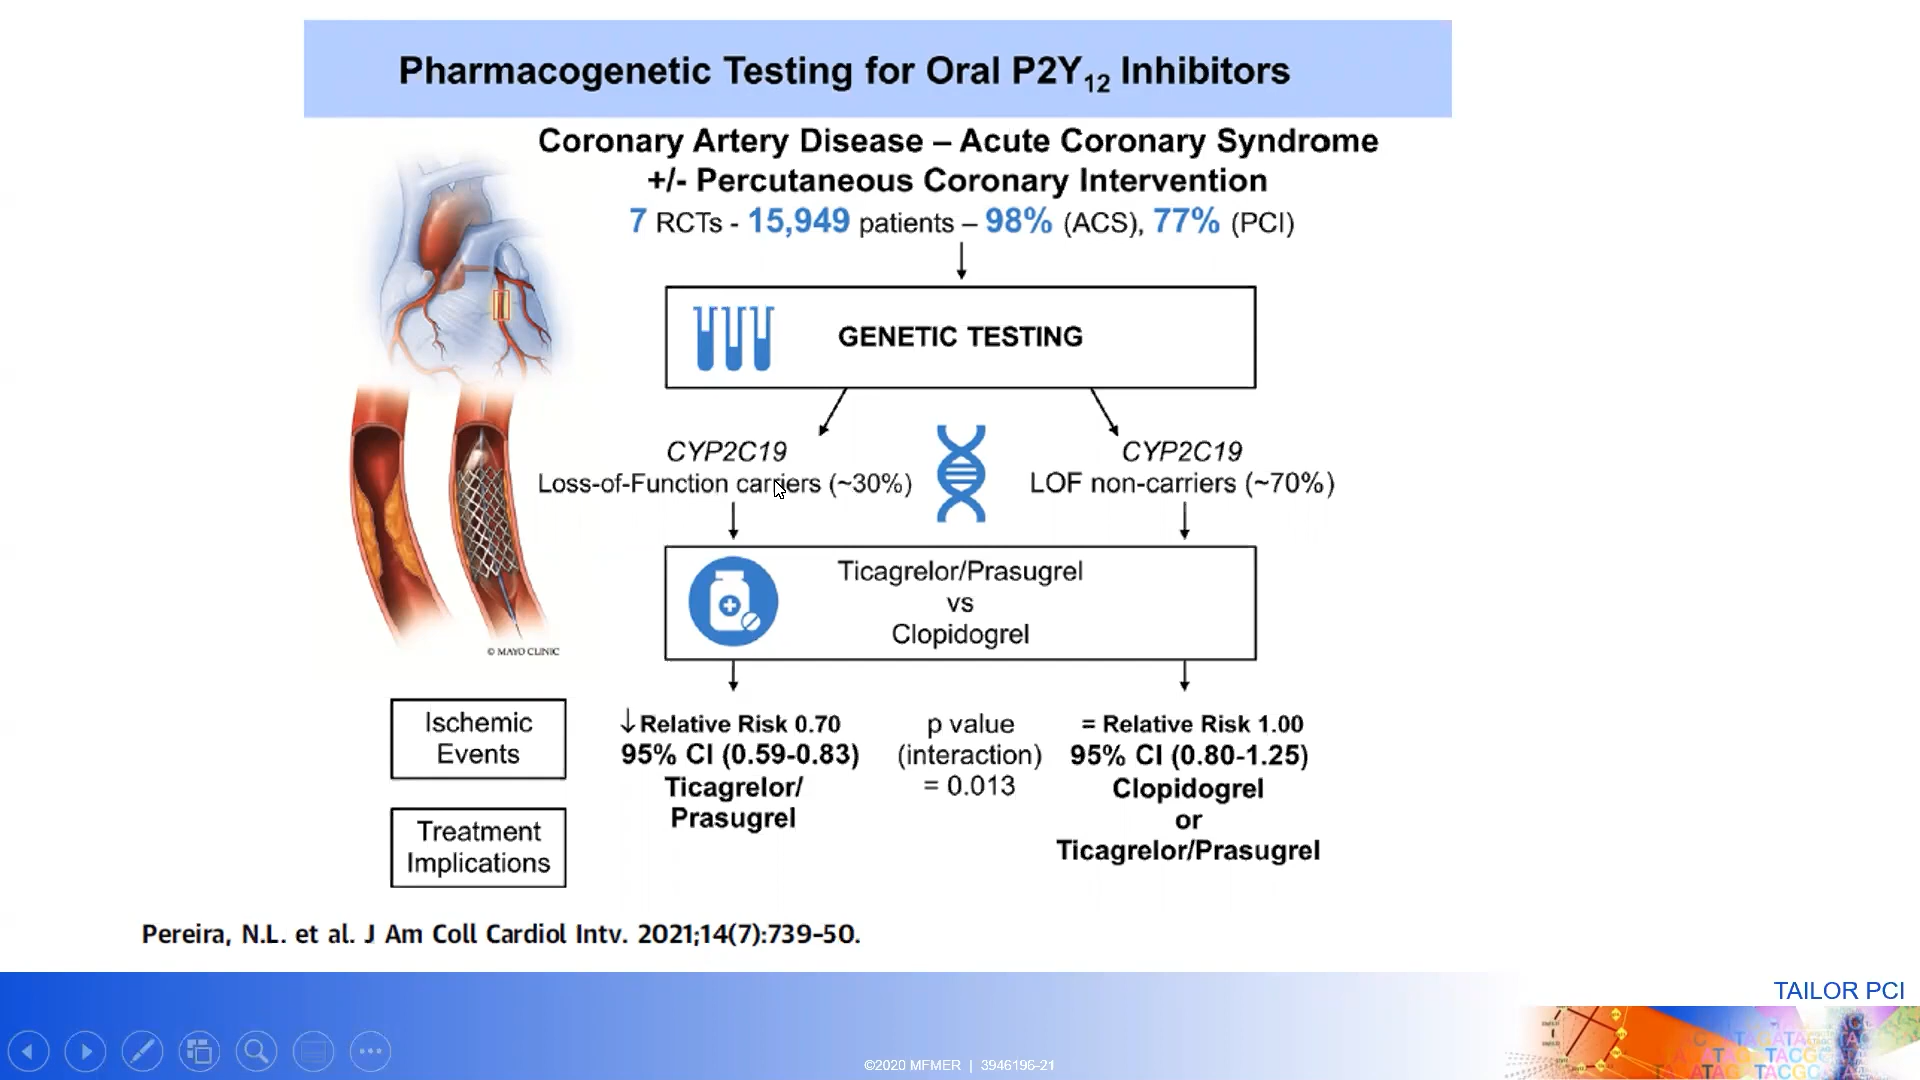 Pharmacogenetic Testing for Oral P2Y12 Inhibitors
Coronary Artery Disease – Acute Coronary Syndrome
+/- Percutaneous Coronary Intervention
7 RCTs - 15,949 patients – 98% (ACS), 77% (PCI)
GENETIC TESTING
CYP2C19
Loss-of-Function carriers (~30%)
CYP2C19
LOF non-carriers (~70%)
Ticagrelor/Prasugrel
vs
Clopidogrel
© MAYO CLINIC
Ischemic
Events
↓ Relative Risk 0.70
95% CI (0.59-0.83)
Ticagrelor/
Prasugrel
p value
(interaction)
= 0.013
= Relative Risk 1.00
95% CI (0.80-1.25)
Clopidogrel
or
Ticagrelor/Prasugrel
Treatment
Implications
Pereira, N.L. et al. J Am Coll Cardiol Intv. 2021;14(7):739-50.
TAILOR PCI
©2020 MFMER | 3946196-21